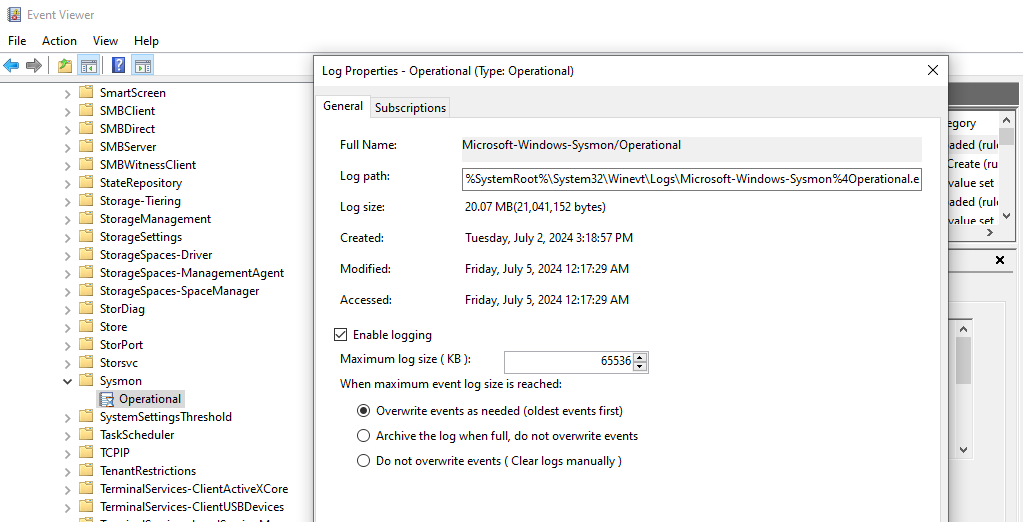 Event Viewer
File Action View Help
SmartScreen
SMBClient
SMBDirect
SMBServer
SMBWitnessClient
StateRepository
Storage-Tiering
StorageManagement
StorageSettings
StorageSpaces-Driver
StorageSpaces-ManagementAgent
StorageSpaces-SpaceManager
StorDiag
Store
StorPort
Storsvc
Sysmon
Operational
SystemSettingsThreshold
TaskScheduler
TCPIP
TenantRestrictions
TerminalServices-ClientActiveXCore
TerminalServices-ClientUSBDevices
Log Properties - Operational (Type: Operational)
General Subscriptions
Full Name: Microsoft-Windows-Sysmon/Operational
Log path: %SystemRoot%\System32\Winevt\Logs\Microsoft-Windows-Sysmon%4Operational.e
Log size: 20.07 MB(21,041,152 bytes)
Created: Tuesday, July 2, 2024 3:18:57 PM
Modified: Friday, July 5, 2024 12:17:29 AM
Accessed: Friday, July 5, 2024 12:17:29 AM
Enable logging
Maximum log size ( KB ): 65536
When maximum event log size is reached:
Overwrite events as needed (oldest events first)
Archive the log when full, do not overwrite events
Do not overwrite events ( Clear logs manually )
egory
aded (rule
Create (ru
value set
aded (rule
value set